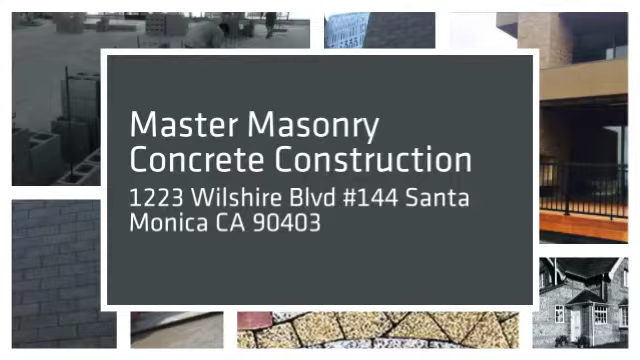 Master Masonry
Concrete Construction
1223 Wilshire Blvd #144 Santa
Monica CA 90403